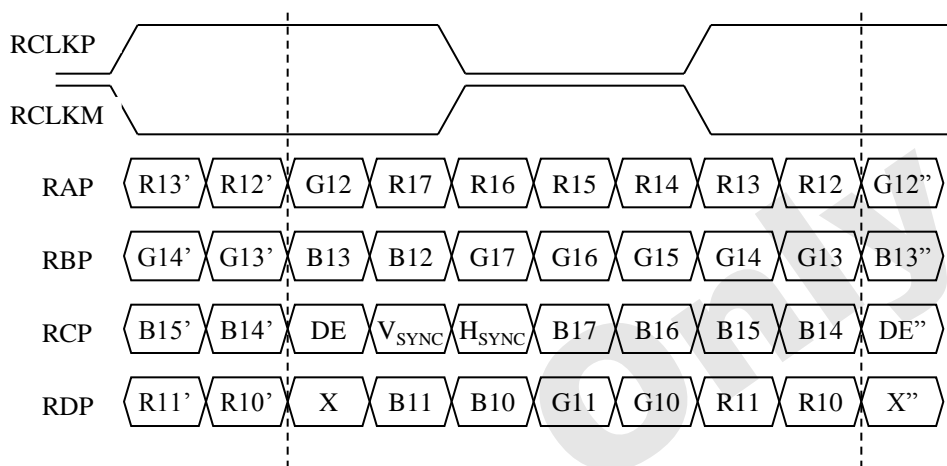 RCLKP
RCLKM
RAP R13’ R12’ G12 R17 R16 R15 R14 R13 R12 G12”
RBP G14’ G13’ B13 B12 G17 G16 G15 G14 G13 B13”
RCP B15’ B14’ DE VSYNC HSYNC B17 B16 B15 B14 DE”
RDP R11’ R10’ X B11 B10 G11 G10 R11 R10 X”
Only